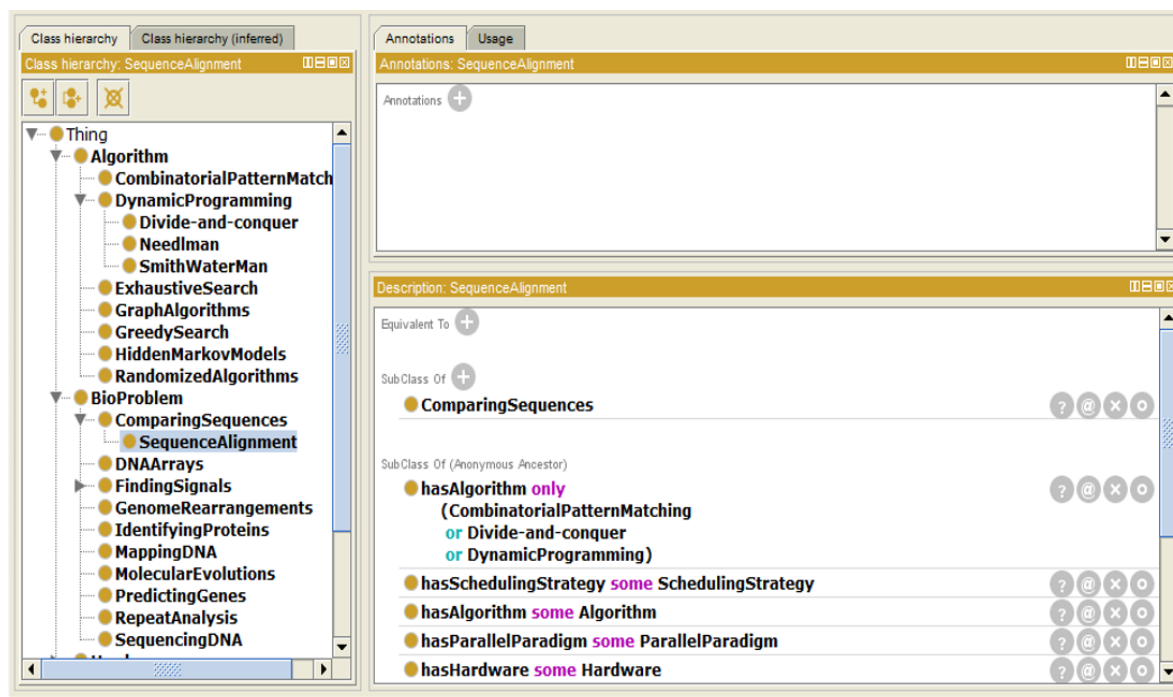 Class hierarchy
Class hierarchy (inferred)
Class hierarchy: SequenceAlignment
Thing
Algorithm
CombinatorialPatternMatch
DynamicProgramming
Divide-and-conquer
Needlman
SmithWaterMan
ExhaustiveSearch
GraphAlgorithms
GreedySearch
HiddenMarkovModels
RandomizedAlgorithms
BioProblem
ComparingSequences
SequenceAlignment
DNAArrays
FindingSignals
GenomeRearrangements
IdentifyingProteins
MappingDNA
MolecularEvolutions
PredictingGenes
RepeatAnalysis
SequencingDNA
Annotations
Usage
Annotations: SequenceAlignment
Annotations
Description: SequenceAlignment
Equivalent To
SubClass Of
ComparingSequences
SubClass Of (Anonymous Ancestor)
hasAlgorithm only
(CombinatorialPatternMatching
or Divide-and-conquer
or DynamicProgramming)
hasSchedulingStrategy some SchedulingStrategy
hasAlgorithm some Algorithm
hasParallelParadigm some ParallelParadigm
hasHardware some Hardware